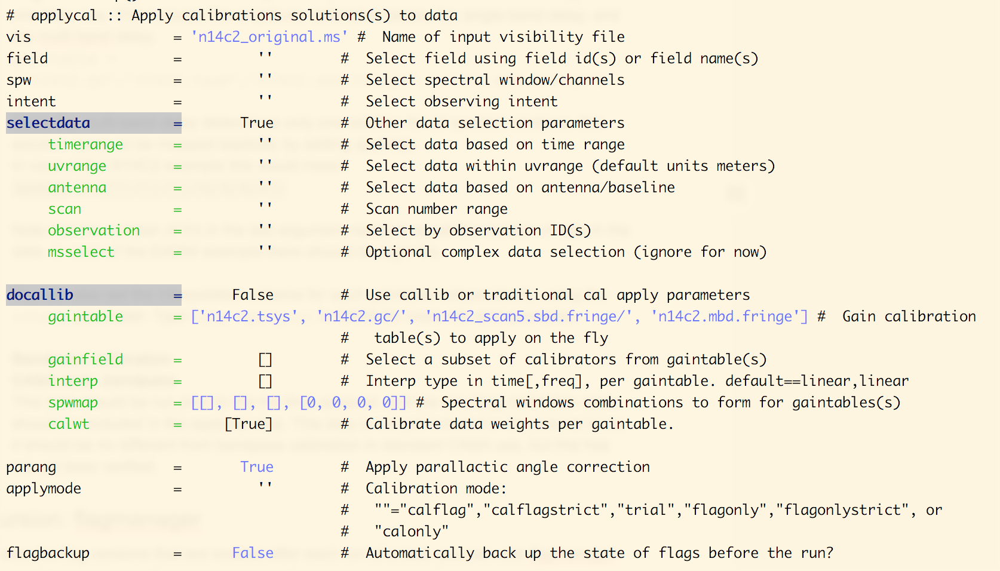 #  applycal :: Apply calibrations solutions(s) to data
vis                 = 'n14c2_original.ms' #  Name of input visibility file
field               =         ''        #  Select field using field id(s) or field name(s)
spw                 =         ''        #  Select spectral window/channels
intent              =         ''        #  Select observing intent
selectdata          =       True        #  Other data selection parameters
     timerange      =         ''        #  Select data based on time range
     uvrange        =         ''        #  Select data within uvrange (default units meters)
     antenna        =         ''        #  Select data based on antenna/baseline
     scan           =         ''        #  Scan number range
     observation    =         ''        #  Select by observation ID(s)
     msselect       =         ''        #  Optional complex data selection (ignore for now)
docallib            =      False        #  Use callib or traditional cal apply parameters
     gaintable      = ['n14c2.tsys', 'n14c2.gc/','n14c2_scan5.sbd.fringe/', 'n14c2.mbd.fringe'] #  Gain calibration
                                        #   table(s) to apply on the fly
     gainfield      =         []        #  Select a subset of calibrators from gaintable(s)
     interp         =         []        #  Interp type in time[,freq], per gaintable. default==linear,linear
     spwmap         = [[], [], [], [0, 0, 0, 0]] #  Spectral windows combinations to form for gaintables(s)
     calwt          =     [True]        #  Calibrate data weights per gaintable.
parang              =       True        #  Apply parallactic angle correction
applymode           =         ''        #  Calibration mode:
                                        #   ""="calflag","calflagstrict","trial","flagonly","flagonlystrict", or
                                        #   "calonly"
flagbackup          =      False        #  Automatically back up the state of flags before the run?